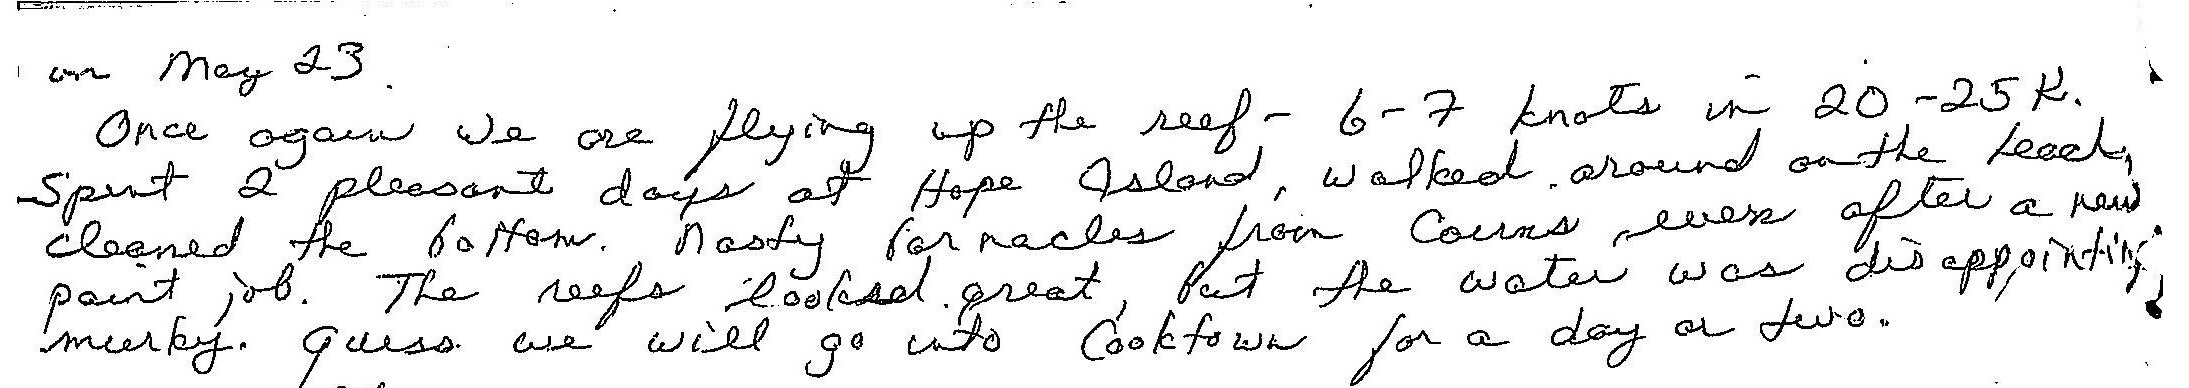 on May 23.
Once again we are flying up the reef - 6-7 knots in 20-25 K.
Spent 2 pleasant days at Hope Island, walked around on the beach,
cleaned the bottom. Nasty barnacles from Cairns, even after a new
paint job. The reefs looked great, but the water was disappointing,
murky. Guess we will go into Cooktown for a day or two.